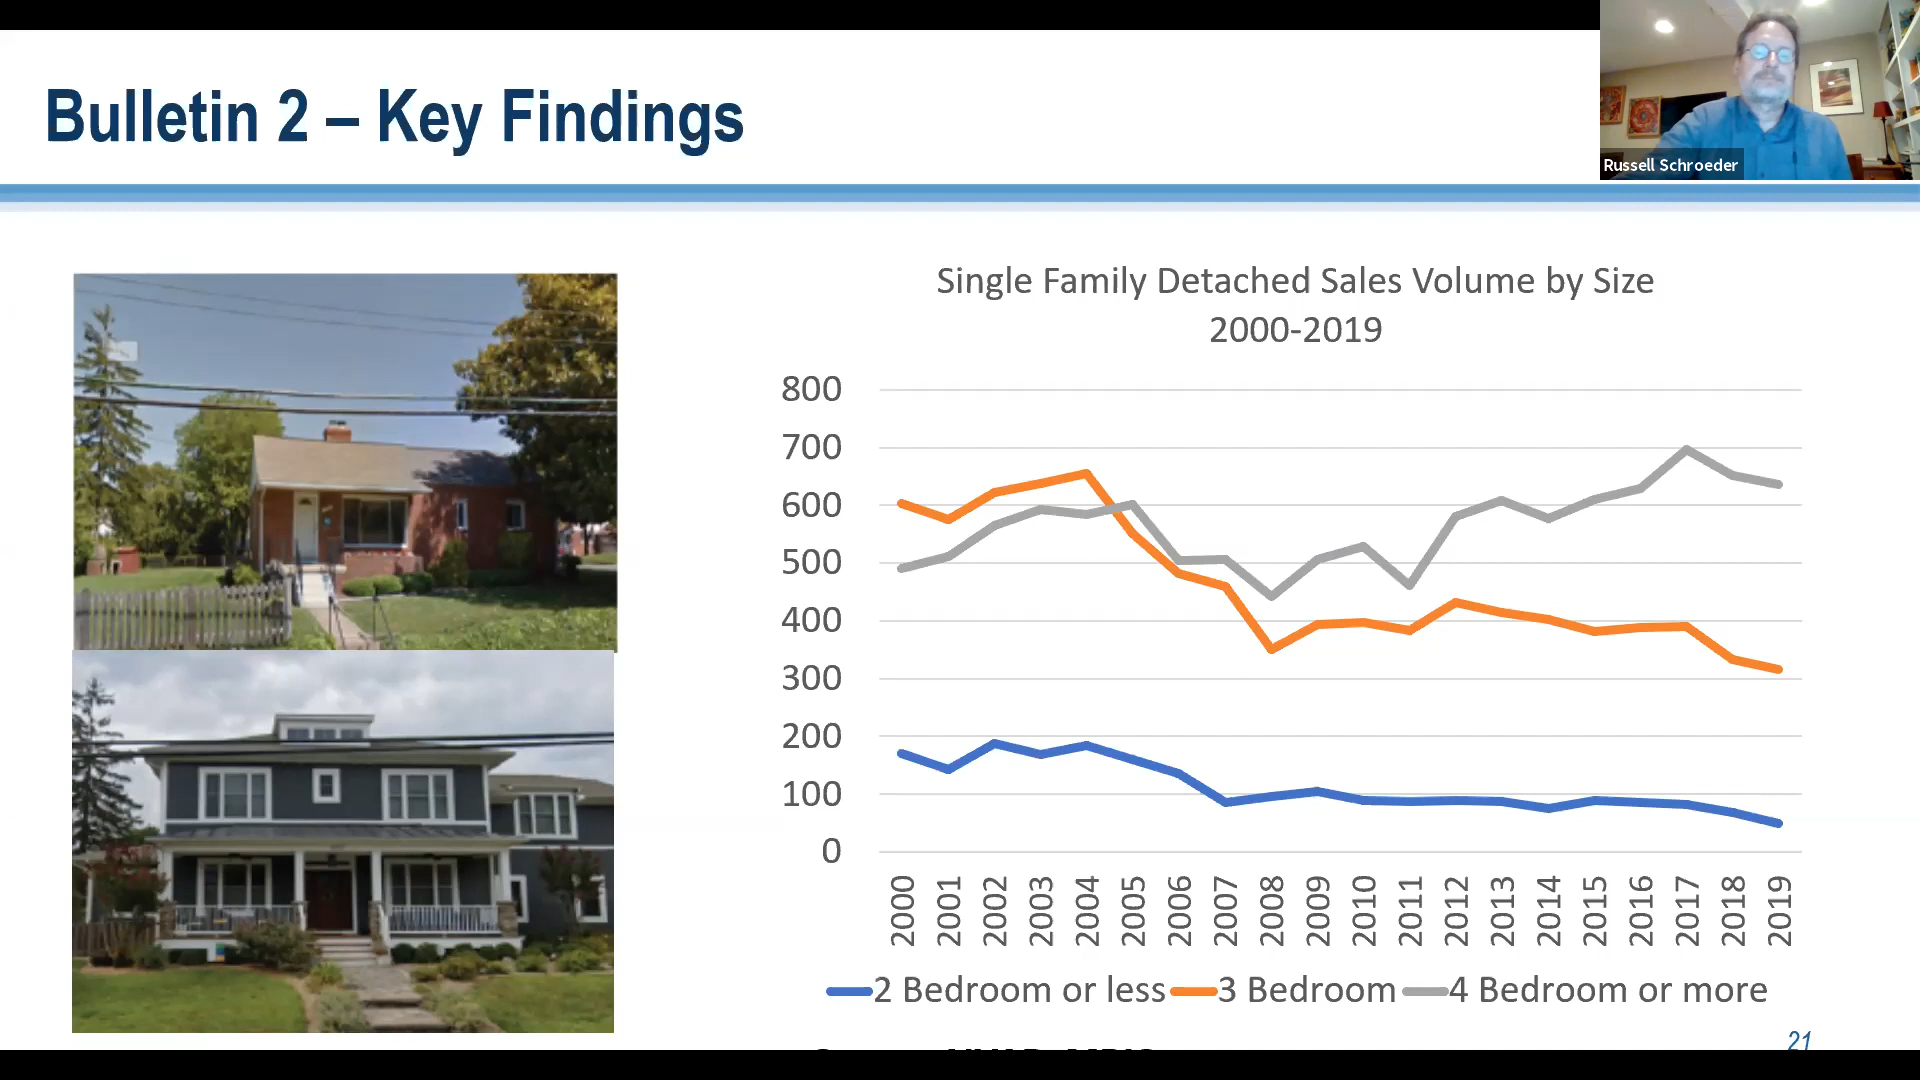 Bulletin 2 – Key Findings
Russell Schroeder
Single Family Detached Sales Volume by Size
2000-2019
800
700
600
500
400
300
200
100
0
2000 2001 2002 2003 2004 2005 2006 2007 2008 2009 2010 2011 2012 2013 2014 2015 2016 2017 2018 2019
2 Bedroom or less 3 Bedroom 4 Bedroom or more
21